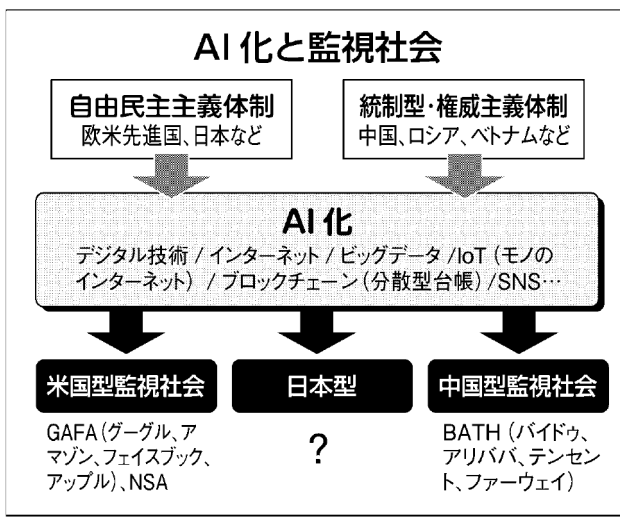 AI化と監視社会
自由民主主義体制
欧米先進国、日本など
統制型・権威主義体制
中国、ロシア、ベトナムなど
AI化
デジタル技術 / インターネット / ビッグデータ /IoT (モノの
インターネット) / ブロックチェーン (分散型台帳) /SNS…
米国型監視社会
GAFA(グーグル、ア
マゾン、フェイスブック、
アップル)、NSA
日本型
?
中国型監視社会
BATH (バイドゥ、
アリババ、テンセン
ト、ファーウェイ)